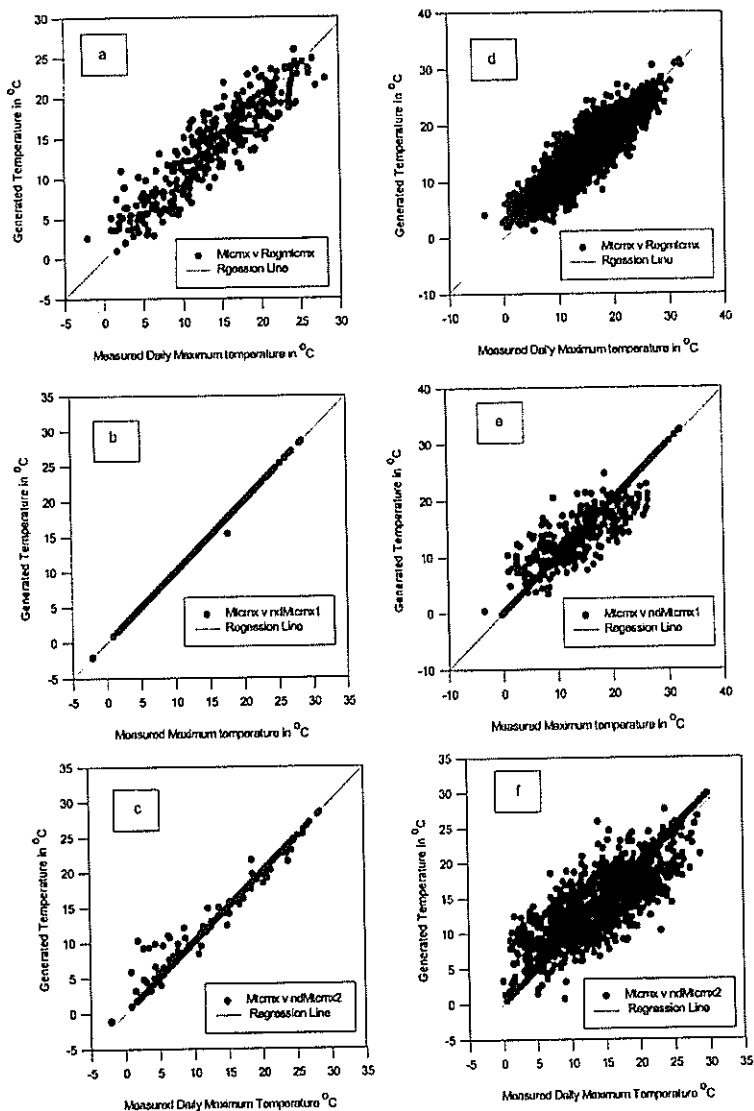 a
Generated Temperature in °C
30
25
20
15
10
5
0
-5
-5 0 5 10 15 20 25 30
Mtcmx v Regmtcmx
Rgession Line
Measured Daily Maximum temperature in °C
d
Generated Temperature in °C
40
30
20
10
0
-10
-10 0 10 20 30 40
Mtcmx v Regmtcmx
Rgession Line
Measured Daily Maximum temperature in °C
b
Generated Temperature in °C
35
30
25
20
15
10
5
0
-5
-5 0 5 10 15 20 25 30 35
Mtcmx v ndMtcmx1
Regession Line
Measured Maximum temperature in °C
e
Generated Temperature in °C
40
30
20
10
0
-10
-10 0 10 20 30 40
Mtcmx v ndMtcmx1
Regession Line
Measured Maximum temperature in °C
c
Generated Temperature in °C
35
30
25
20
15
10
5
0
-5
-5 0 5 10 15 20 25 30 35
Mtcmx v ndMtcmx2
Regession Line
Measured Daily Maximum Temperature °C
f
Generated Temperature in °C
35
30
25
20
15
10
5
0
-5
-5 0 5 10 15 20 25 30 35
Mtcmx v ndMtcmx2
Regession Line
Measured Daily Maximum Temperature °C